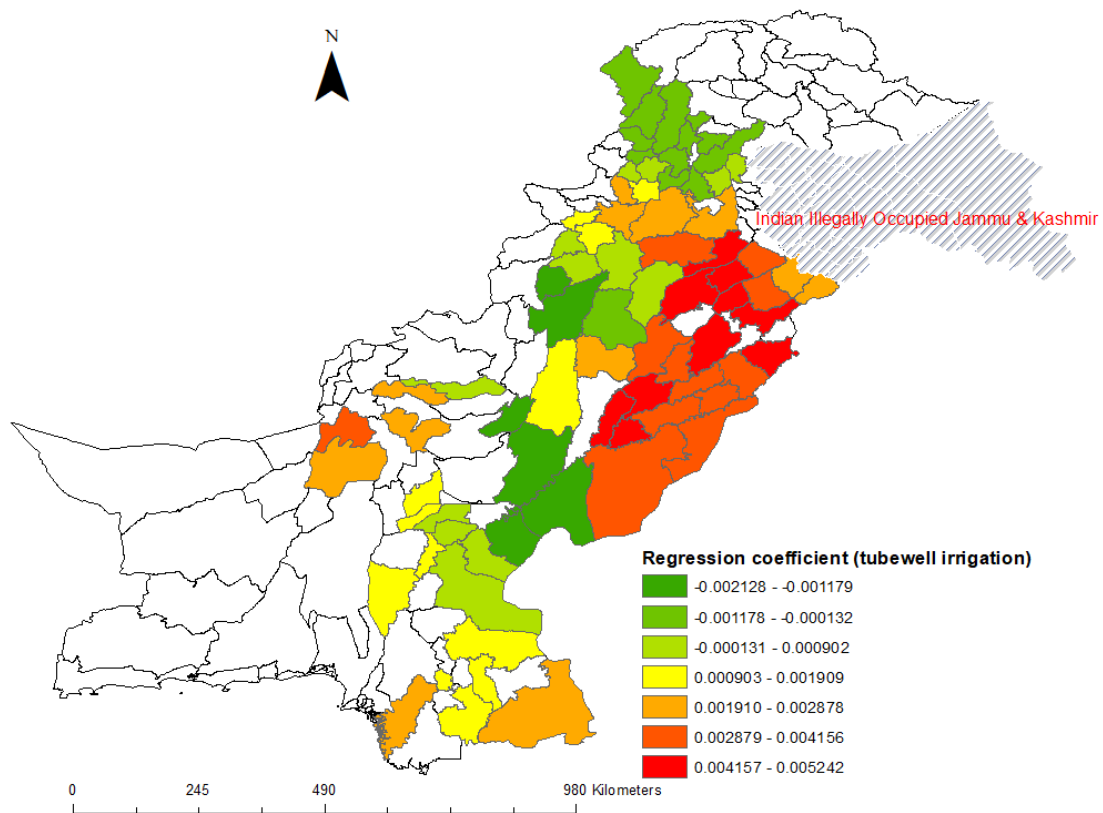 N
Indian Illegally Occupied Jammu & Kashmir
Regression coefficient (tubewell irrigation)
-0.002128 - -0.001179
-0.001178 - -0.000132
-0.000131 - 0.000902
0.000903 - 0.001909
0.001910 - 0.002878
0.002879 - 0.004156
0.004157 - 0.005242
0 245 490 980 Kilometers